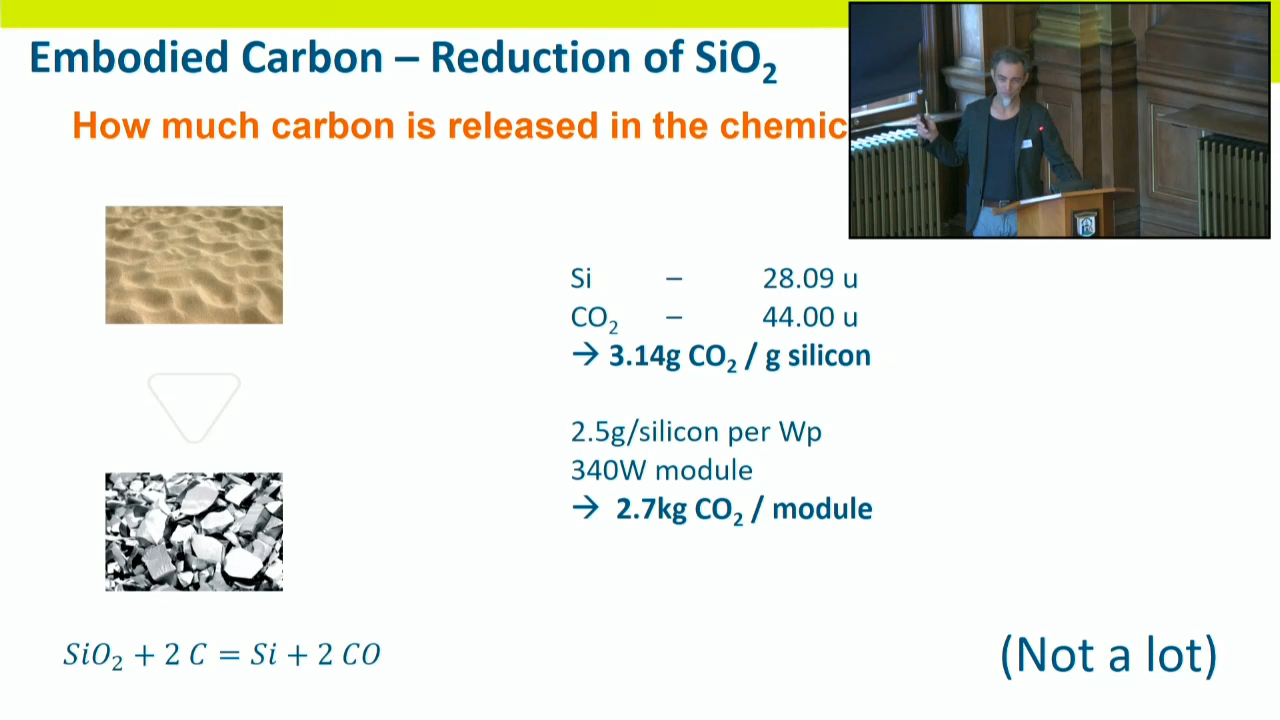 Embodied Carbon – Reduction of SiO₂
How much carbon is released in the chemic
Si – 28.09 u
CO₂ – 44.00 u
→ 3.14g CO₂ / g silicon
2.5g/silicon per Wp
340W module
→ 2.7kg CO₂ / module
SiO₂ + 2 C = Si + 2 CO
(Not a lot)